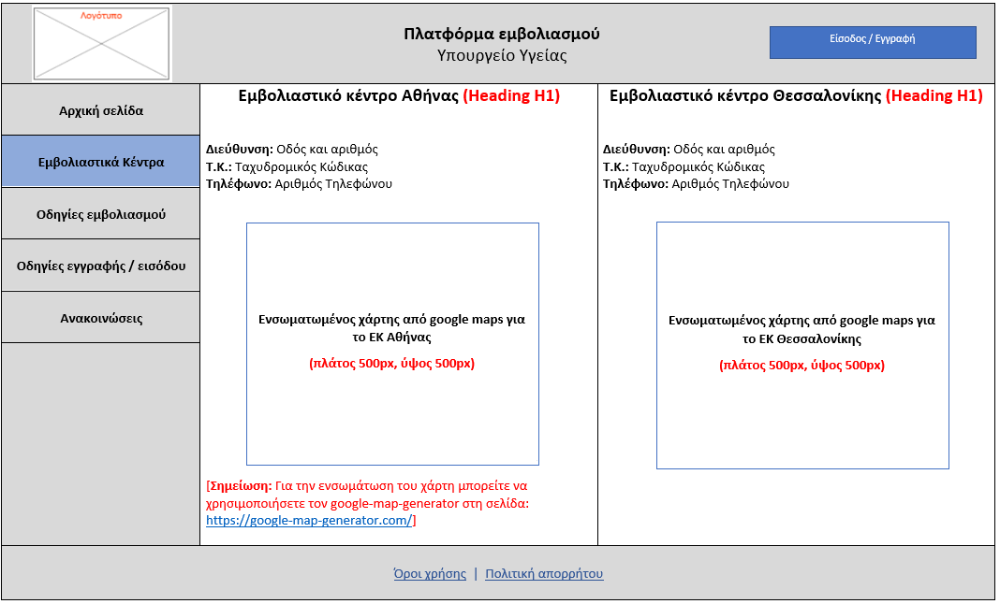 Λογότυπο
Πλατφόρμα εμβολιασμού
Υπουργείο Υγείας
Είσοδος / Εγγραφή
Αρχική σελίδα
Εμβολιαστικά Κέντρα
Οδηγίες εμβολιασμού
Οδηγίες εγγραφής / εισόδου
Ανακοινώσεις
Εμβολιαστικό κέντρο Αθήνας (Heading H1)
Διεύθυνση: Οδός και αριθμός
Τ.Κ.: Ταχυδρομικός Κώδικας
Τηλέφωνο: Αριθμός Τηλεφώνου
Ενσωματωμένος χάρτης από google maps για
το ΕΚ Αθήνας
(πλάτος 500px, ύψος 500px)
[Σημείωση: Για την ενσωμάτωση του χάρτη μπορείτε να
χρησιμοποιήσετε τον google-map-generator στη σελίδα:
https://google-map-generator.com/]
Εμβολιαστικό κέντρο Θεσσαλονίκης (Heading H1)
Διεύθυνση: Οδός και αριθμός
Τ.Κ.: Ταχυδρομικός Κώδικας
Τηλέφωνο: Αριθμός Τηλεφώνου
Ενσωματωμένος χάρτης από google maps για
το ΕΚ Θεσσαλονίκης
(πλάτος 500px, ύψος 500px)
Όροι χρήσης | Πολιτική απορρήτου